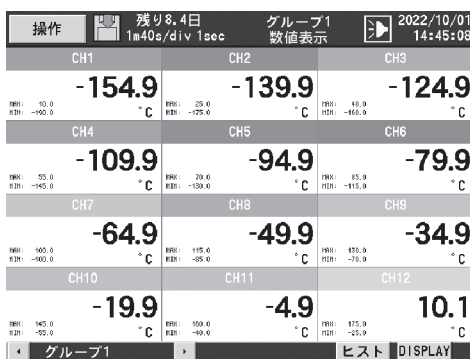 操作 残り8.4日 グループ1 2022/10/01
1m40s/div 1sec 数値表示 14:45:08
CH1 CH2 CH3
-154.9 -139.9 -124.9
MAX: 10.0 MAX: 25.0 MAX: 40.0
MIN: -190.0 °C MIN: -175.0 °C MIN: -160.0 °C
CH4 CH5 CH6
-109.9 -94.9 -79.9
MAX: 55.0 MAX: 70.0 MAX: 85.0
MIN: -145.0 °C MIN: -130.0 °C MIN: -115.0 °C
CH7 CH8 CH9
-64.9 -49.9 -34.9
MAX: 100.0 MAX: 115.0 MAX: 130.0
MIN: -100.0 °C MIN: -85.0 °C MIN: -70.0 °C
CH10 CH11 CH12
-19.9 -4.9 10.1
MAX: 145.0 MAX: 160.0 MAX: 175.0
MIN: -55.0 °C MIN: -40.0 °C MIN: -25.0 °C
グループ1 ヒスト DISPLAY